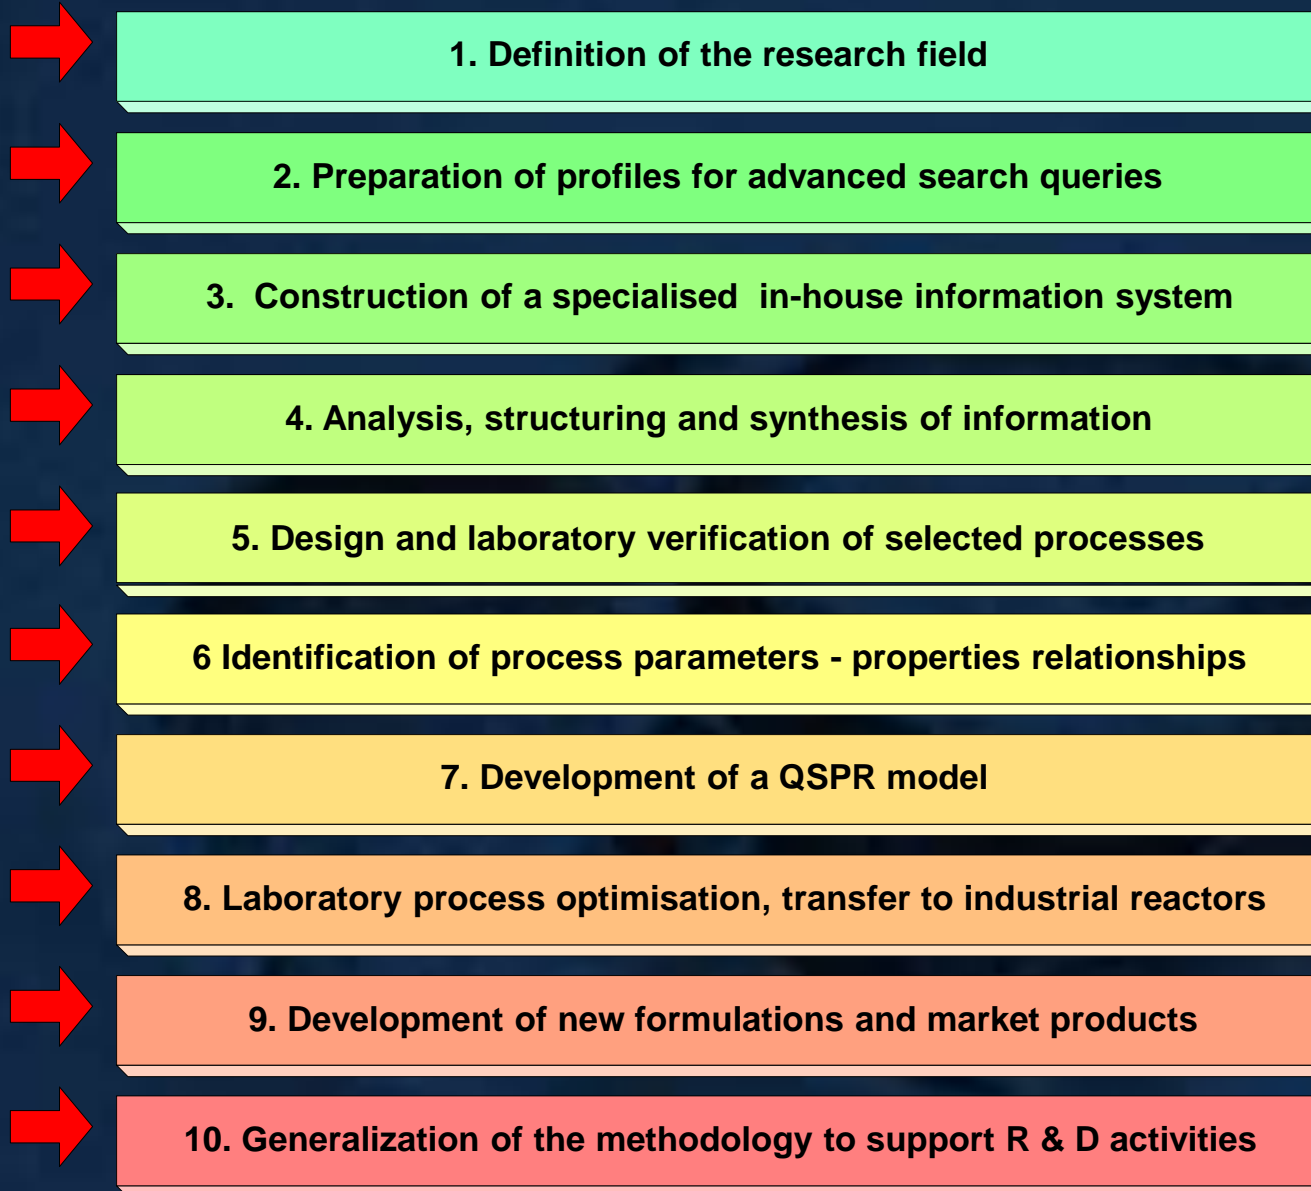 1. Definition of the research field
2. Preparation of profiles for advanced search queries
3.  Construction of a specialised  in-house information system
4. Analysis, structuring and synthesis of information
5. Design and laboratory verification of selected processes
6 Identification of process parameters - properties relationships
7. Development of a QSPR model
8. Laboratory process optimisation, transfer to industrial reactors
9. Development of new formulations and market products
10. Generalization of the methodology to support R & D activities